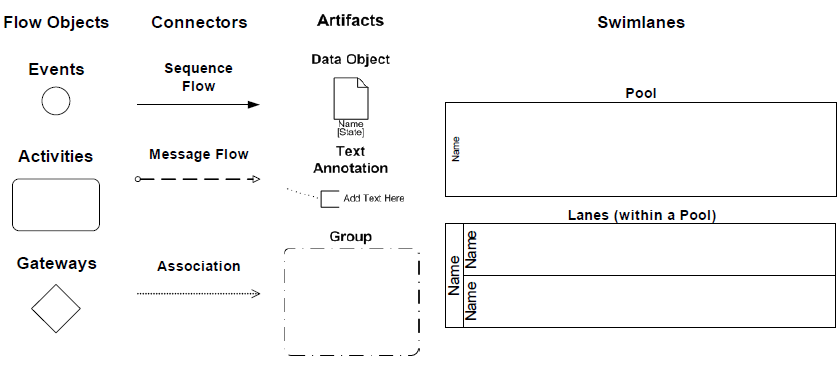 Flow Objects
Connectors
Artifacts
Swimlanes
Events
Activities
Gateways
Sequence
Flow
Message Flow
Association
Data Object
Name
[State]
Text
Annotation
Add Text Here
Group
Pool
Name
Lanes (within a Pool)
Name
Name
Name